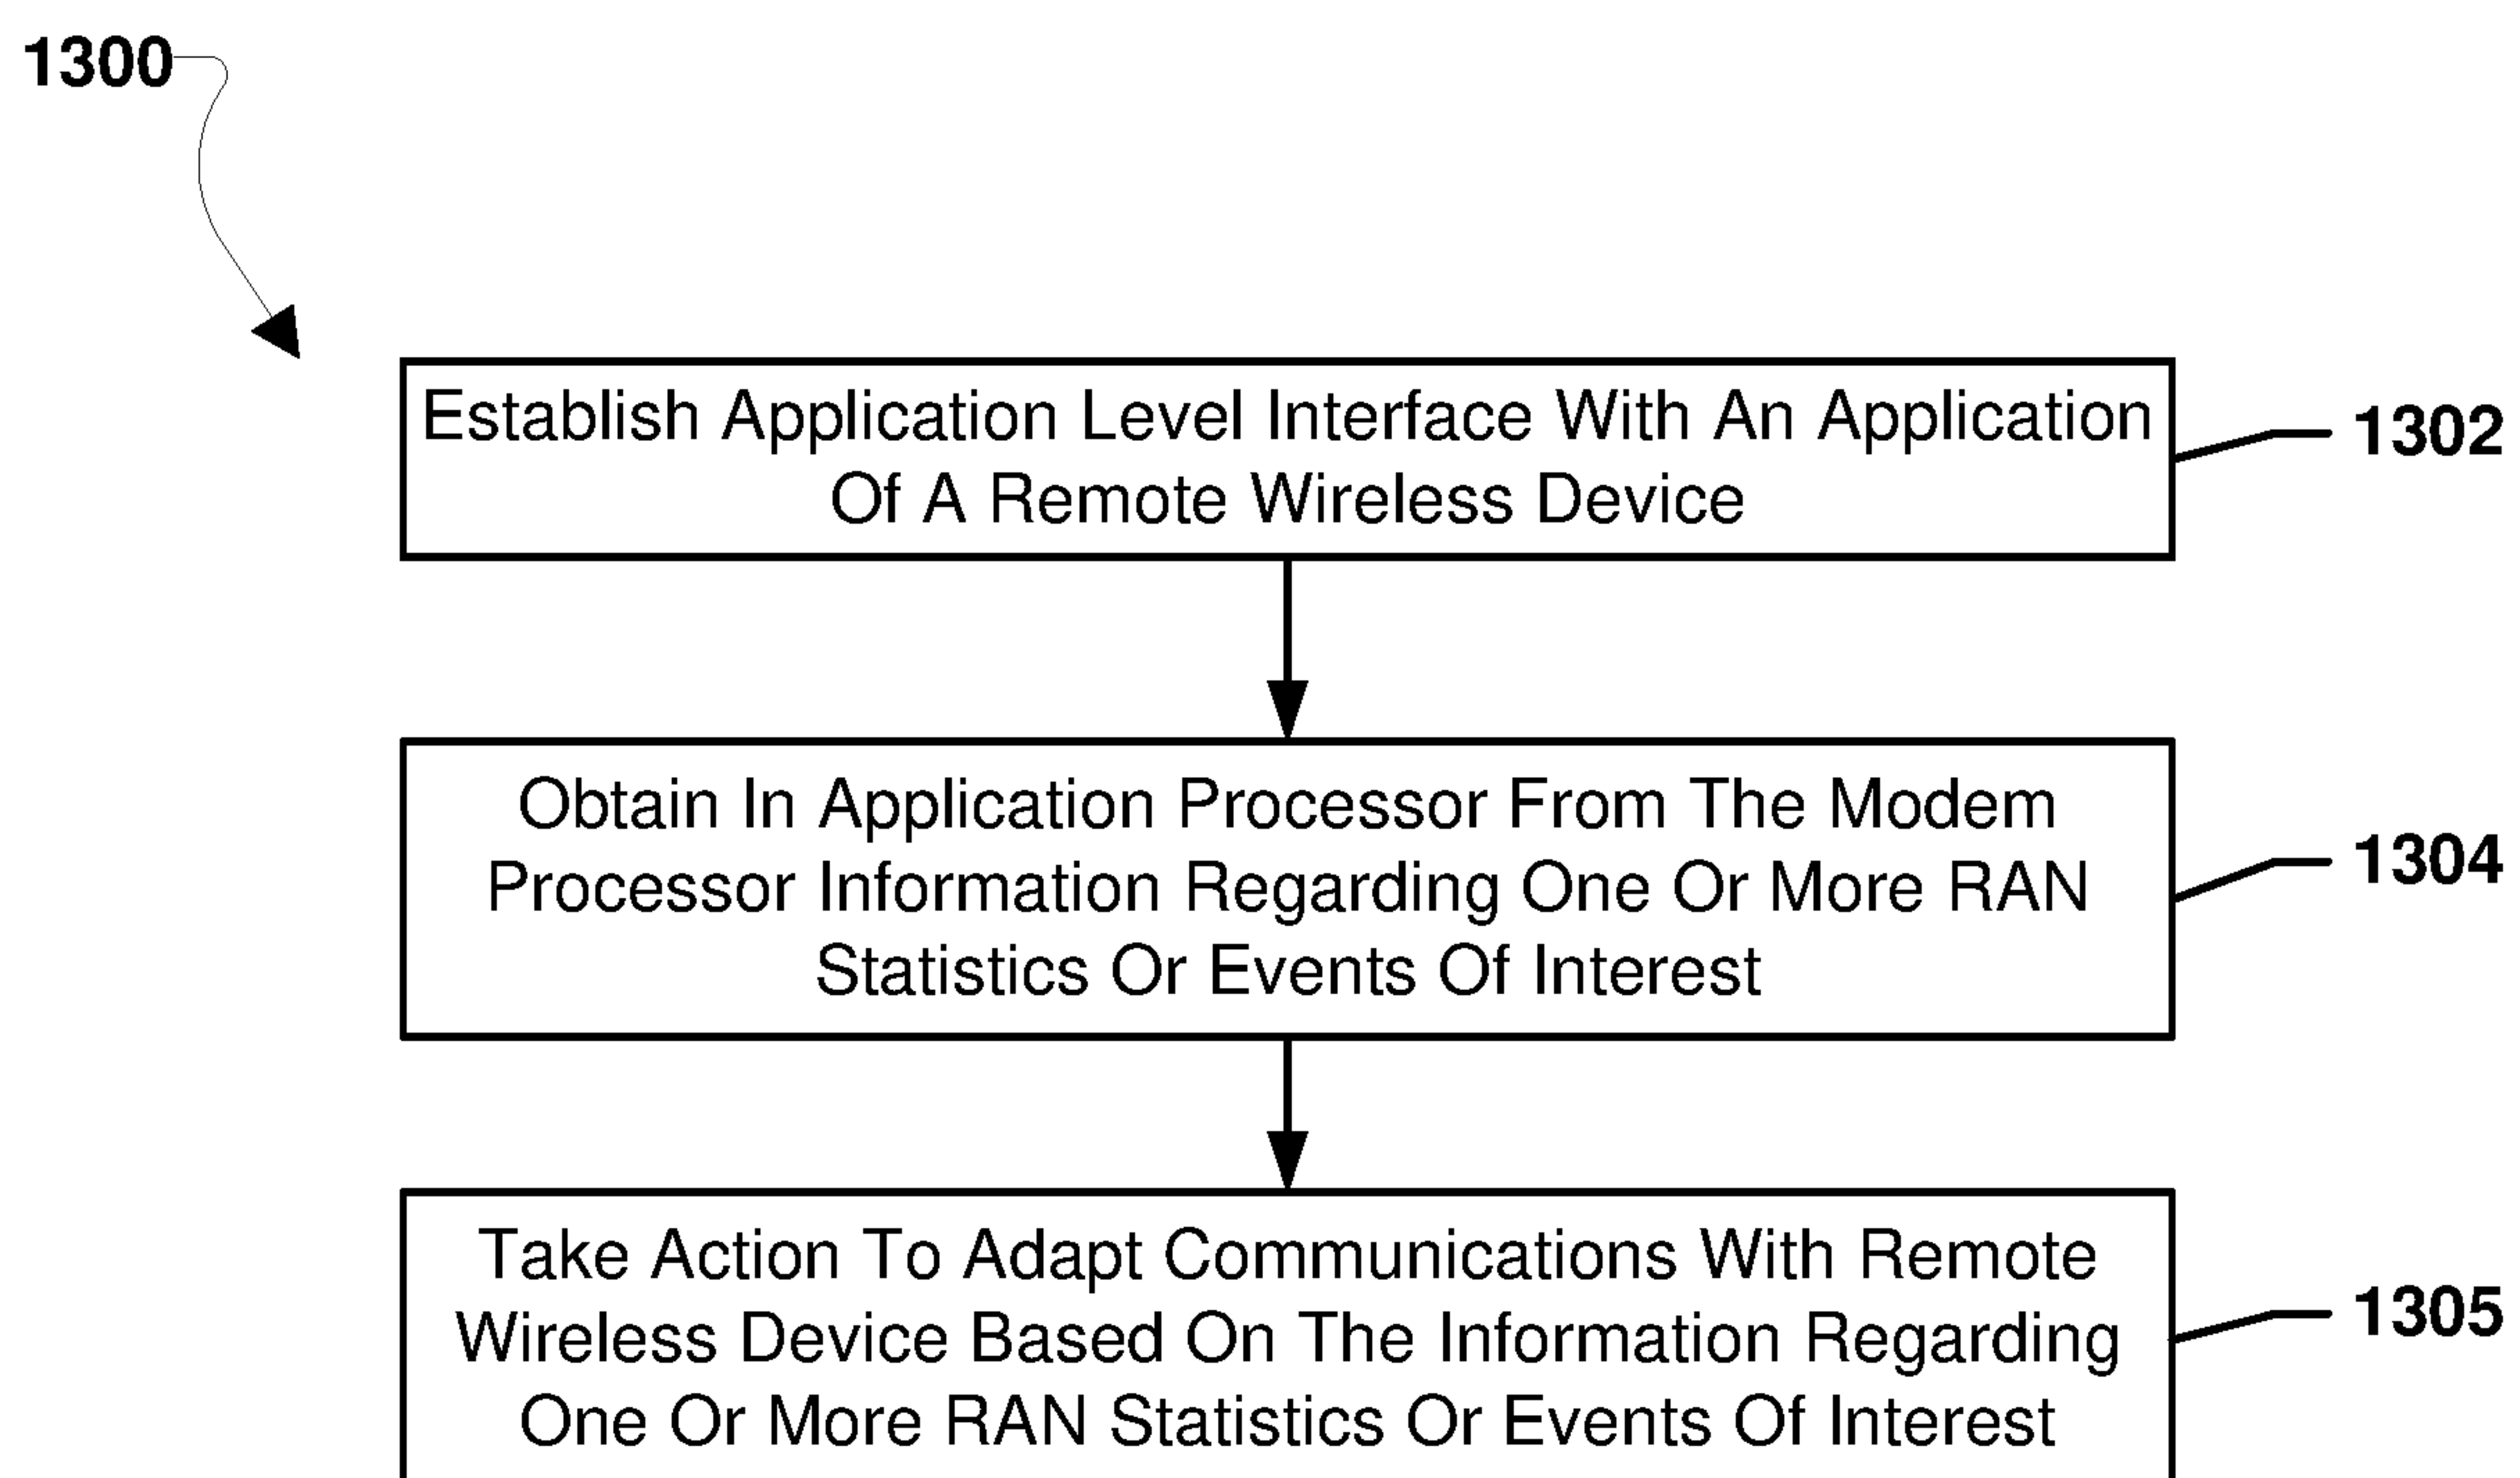 1300
Establish Application Level Interface With An Application
Of A Remote Wireless Device
1302
Obtain In Application Processor From The Modem
Processor Information Regarding One Or More RAN
Statistics Or Events Of Interest
1304
Take Action To Adapt Communications With Remote
Wireless Device Based On The Information Regarding
One Or More RAN Statistics Or Events Of Interest
1305